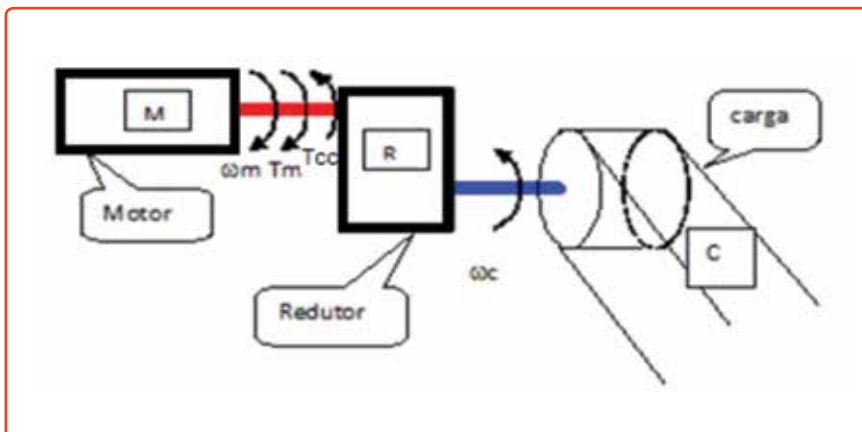 M
ωm Tm Tcc
R
carga
Motor
ωc
C
Redutor